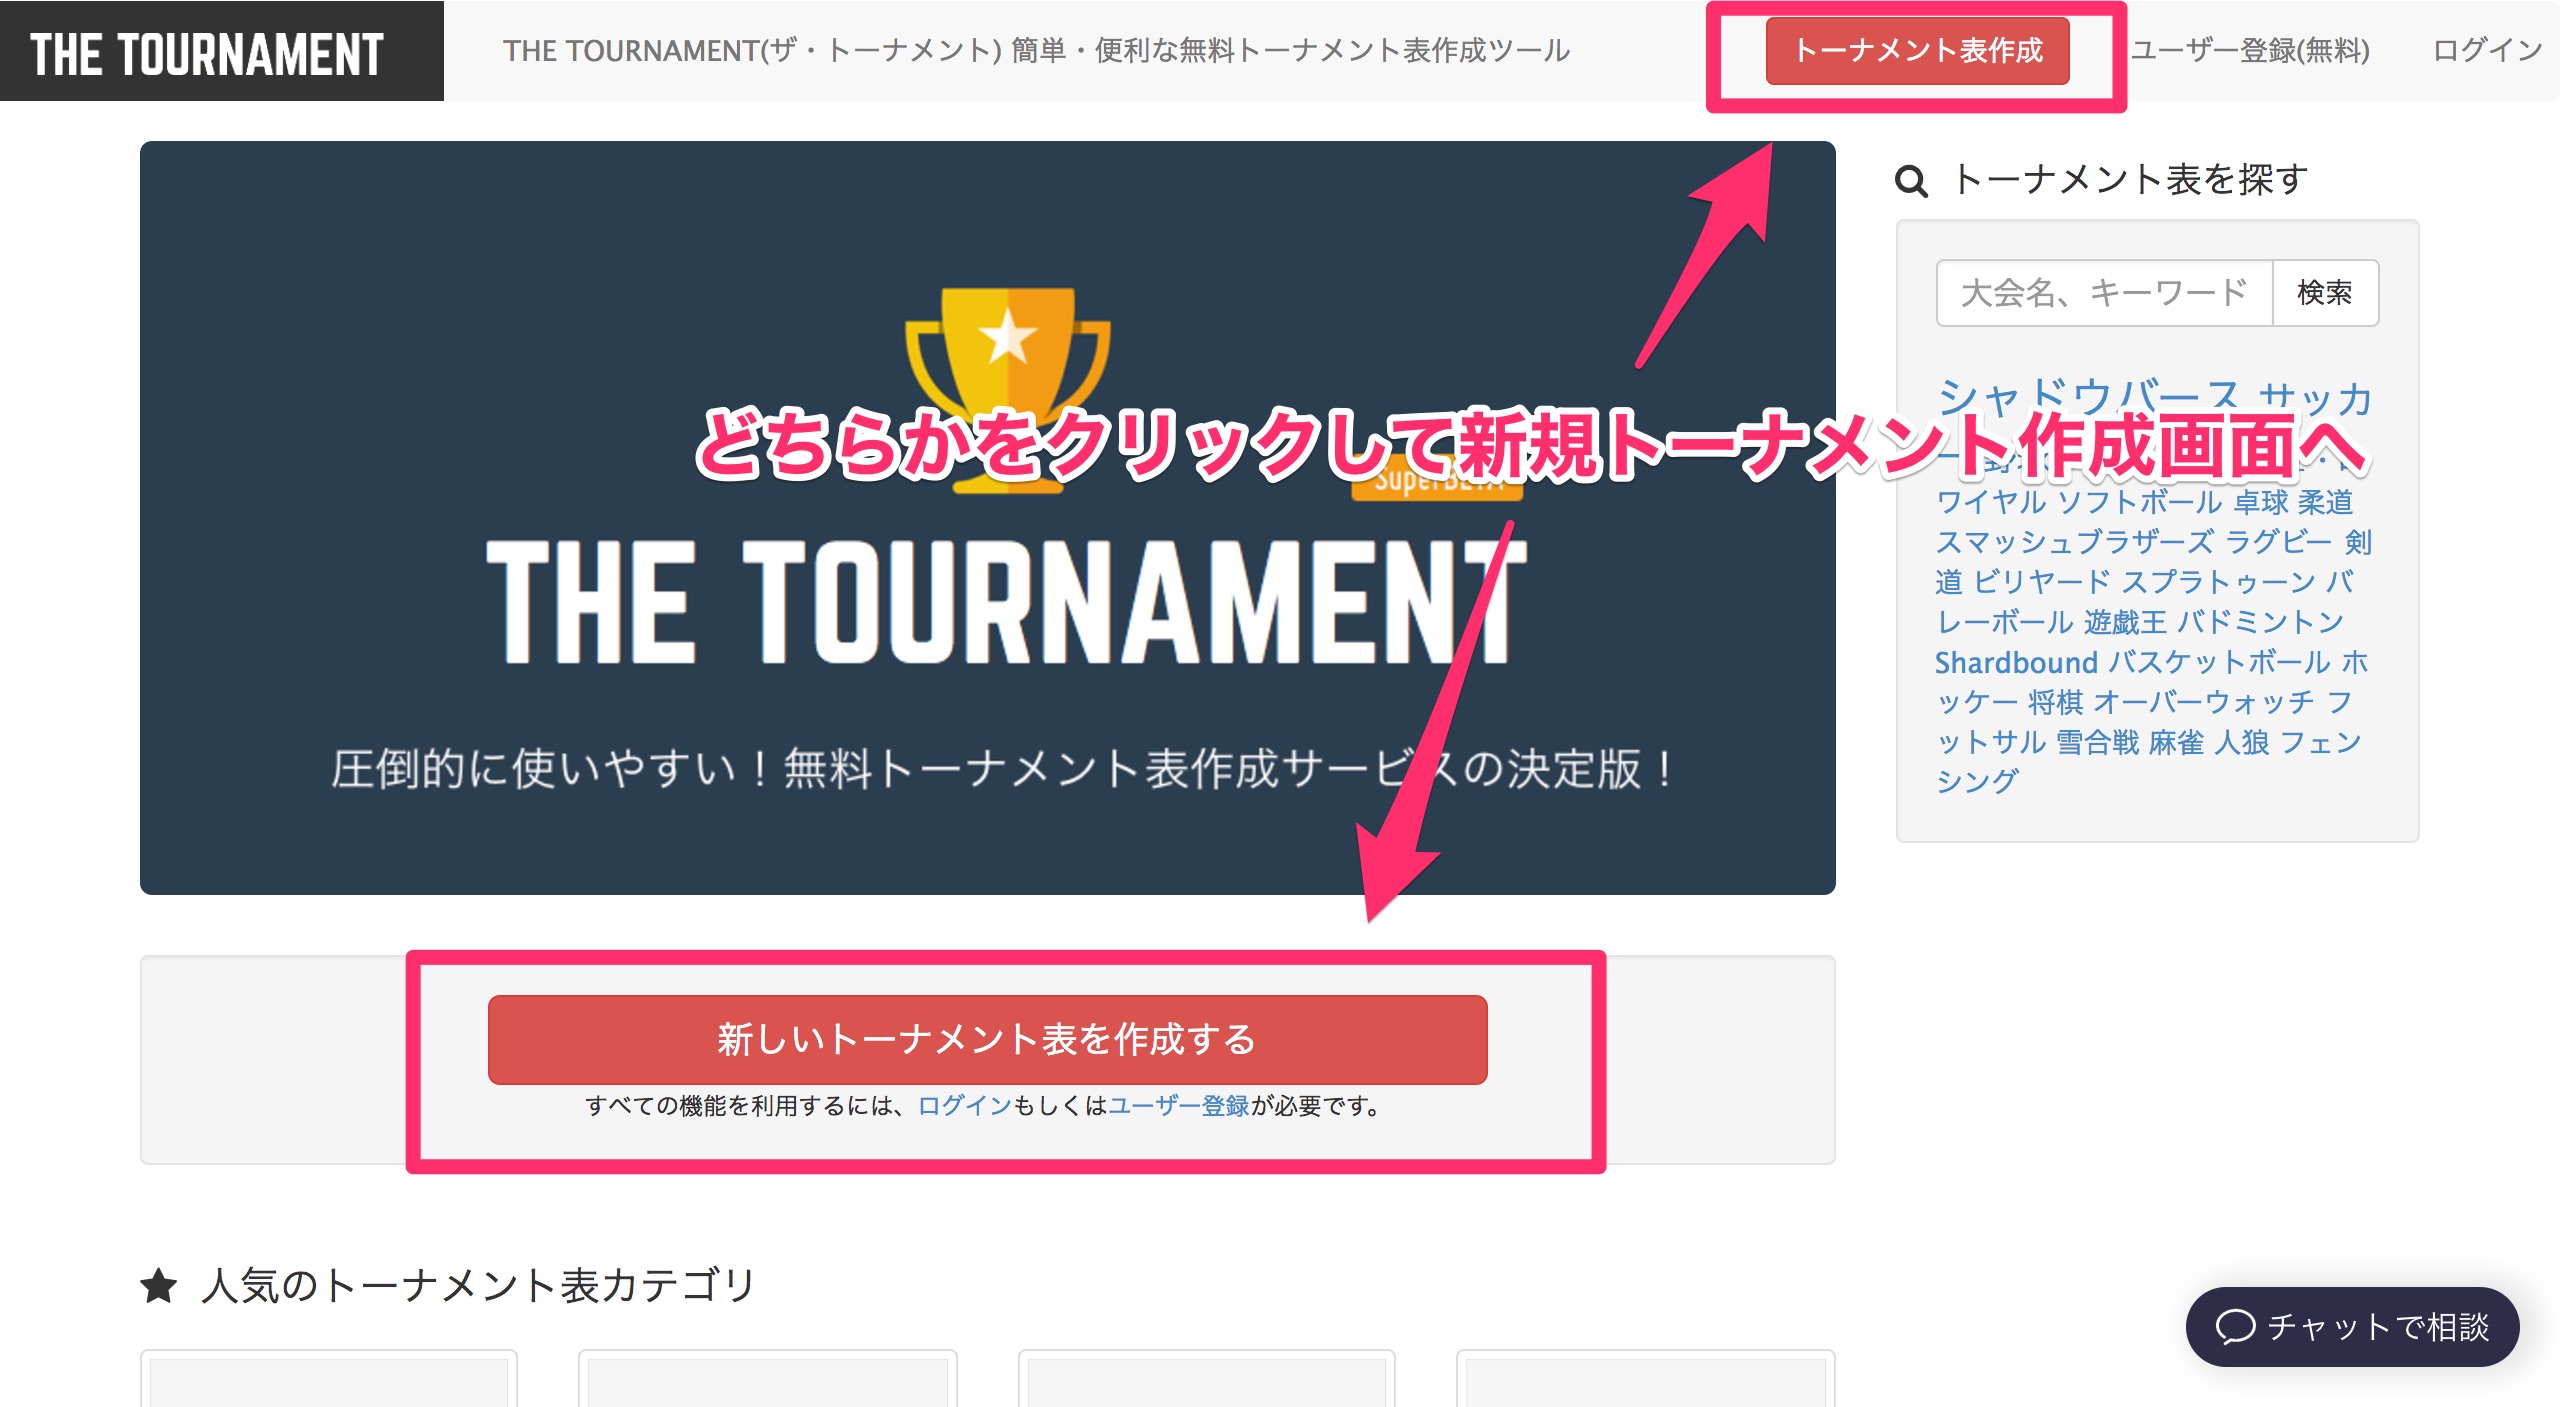 THE TOURNAMENT
THE TOURNAMENT(ザ・トーナメント) 簡単・便利な無料トーナメント表作成ツール
トーナメント表作成
ユーザー登録(無料)
ログイン
どちらかをクリックして新規トーナメント作成画面へ
THE TOURNAMENT
圧倒的に使いやすい！無料トーナメント表作成サービスの決定版！
新しいトーナメント表を作成する
すべての機能を利用するには、ログインもしくはユーザー登録が必要です。
トーナメント表を探す
大会名、キーワード
検索
シャドウバース サッカ
ワイヤル ソフトボール 卓球 柔道
スマッシュブラザーズ ラグビー 剣
道 ビリヤード スプラトゥーン バ
レーボール 遊戯王 バドミントン
Shardbound バスケットボール ホ
ッケー 将棋 オーバーウォッチ フ
ットサル 雪合戦 麻雀 人狼 フェン
シング
人気のトーナメント表カテゴリ
チャットで相談